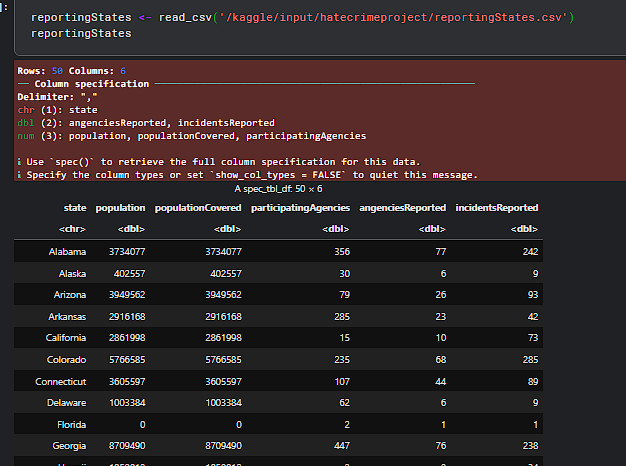 ]:
reportingStates <- read_csv('/kaggle/input/hatecrimeproject/reportingStates.csv')
reportingStates
Rows: 50 Columns: 6
── Column specification ────────────────────────────────────────
Delimiter: ","
chr (1): state
dbl (2): angenciesReported, incidentsReported
num (3): population, populationCovered, participatingAgencies
ℹ Use `spec()` to retrieve the full column specification for this data.
ℹ Specify the column types or set `show_col_types = FALSE` to quiet this message.
A spec_tbl_df: 50 × 6
state population populationCovered participatingAgencies angenciesReported incidentsReported
<chr> <dbl> <dbl> <dbl> <dbl> <dbl>
Alabama 3734077 3734077 356 77 242
Alaska 402557 402557 30 6 9
Arizona 3949562 3949562 79 26 93
Arkansas 2916168 2916168 285 23 42
California 2861998 2861998 15 10 73
Colorado 5766585 5766585 235 68 285
Connecticut 3605597 3605597 107 44 89
Delaware 1003384 1003384 62 6 9
Florida 0 0 2 1 1
Georgia 8709490 8709490 447 76 238